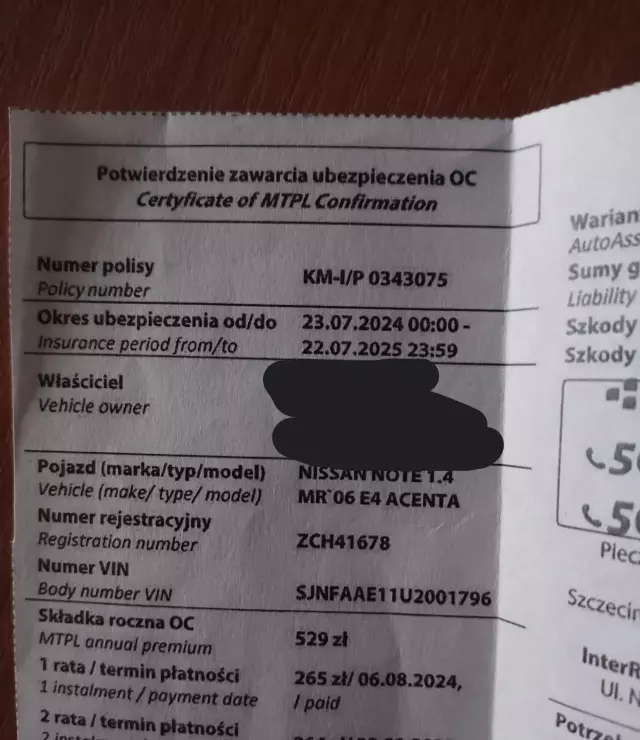 Potwierdzenie zawarcia ubezpieczenia OC
Certyficate of MTPL Confirmation
Numer polisy
Policy number
KM-I/P 0343075
Okres ubezpieczenia od/do
Insurance period from/to
23.07.2024 00:00 -
22.07.2025 23:59
Właściciel
Vehicle owner
Pojazd (marka/typ/model)
Vehicle (make/ type/ model)
NISSAN NOTE 1.4
MR`06 E4 ACENTA
Numer rejestracyjny
Registration number
ZCH41678
Numer VIN
Body number VIN
SJNFAAE11U2001796
Składka roczna OC
MTPL annual premium
529 zł
1 rata / termin płatności
1 instalment / payment date
265 zł/ 06.08.2024,
/ paid
2 rata / termin płatności
Warian
AutoAss
Sumy g
Liability
Szkody
Szkody
Piec
Szczecin
InterR
Ul. N